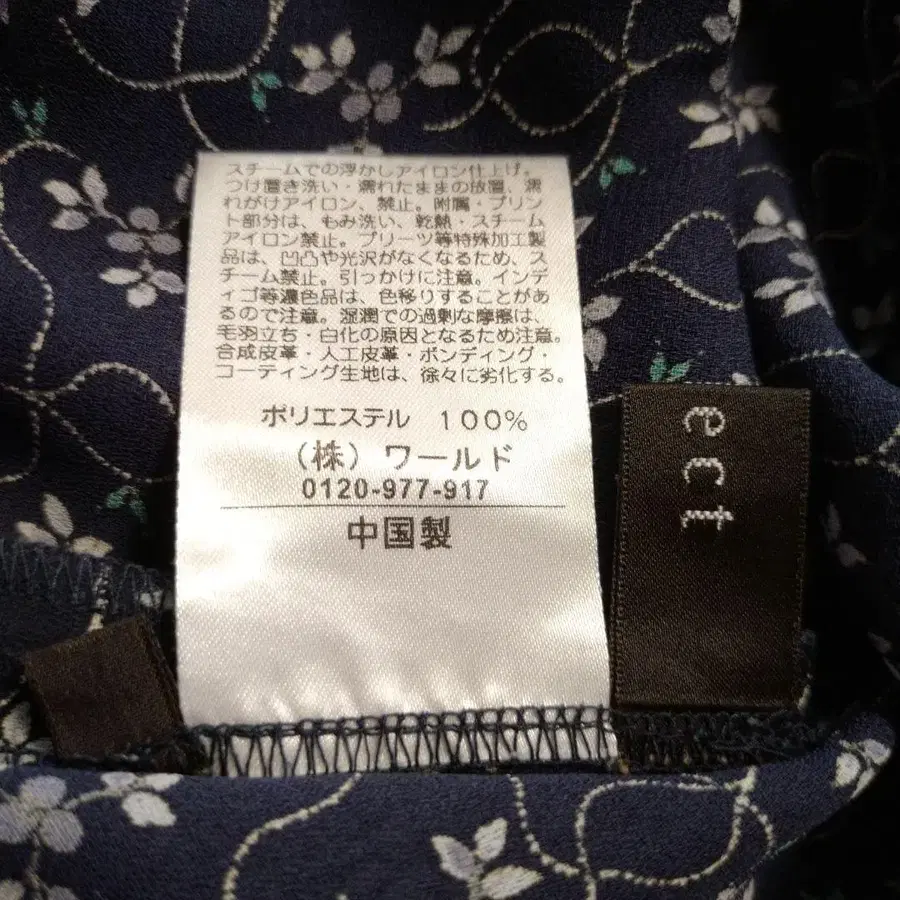 スチームでの浮かしアイロン仕上げ。
つけ置き洗い・濡れたままの放置、濡
れがけアイロン、禁止。附属・プリン
ト部分は、もみ洗い、乾熱・スチーム
アイロン禁止。プリーツ等特殊加工製
品は、凹凸や光沢がなくなるため、ス
チーム禁止。引っかけに注意。インデ
ィゴ等濃色品は、色移りすることがあ
るので注意。湿潤での過剰な摩擦は、
毛羽立ち・白化の原因となるため注意。
合成皮革・人工皮革・ボンディング・
コーティング生地は、徐々に劣化する。
ポリエステル 100%
(株)ワールド
0120-977-917
中国製
ect